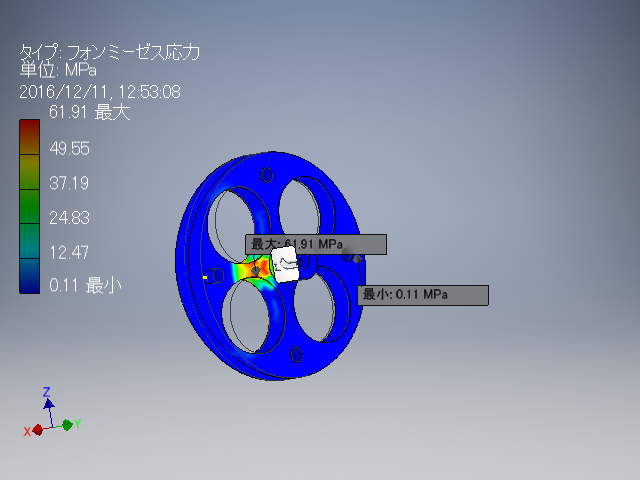 タイプ: フォンミーゼス応力
単位: MPa
2016/12/11, 12:53:08
61.91 最大
49.55
37.19
24.83
12.47
0.11 最小
最大: 61.91 MPa
最小: 0.11 MPa
Z
X
Y